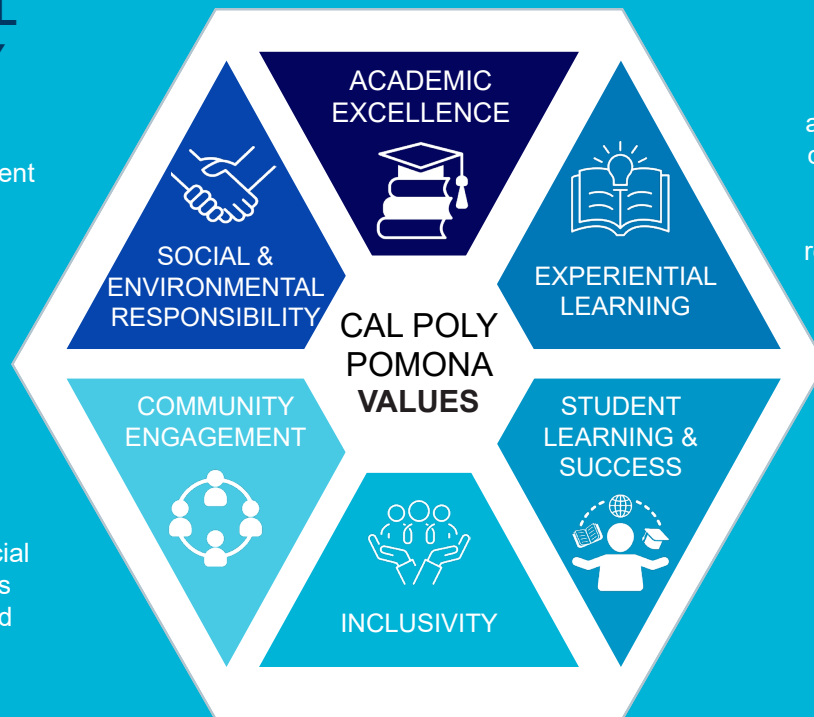 ACADEMIC
EXCELLENCE
EXPERIENTIAL
LEARNING
STUDENT
LEARNING &
SUCCESS
INCLUSIVITY
COMMUNITY
ENGAGEMENT
SOCIAL &
ENVIRONMENTAL
RESPONSIBILITY
CAL POLY
POMONA
VALUES